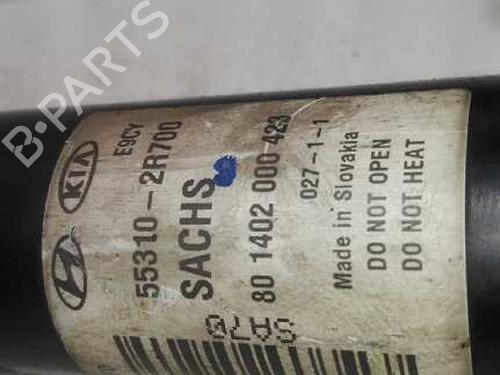 KIA
E9CY
55310-2R700
SACHS
80 1402 000 423
027-1-1
Made in Slovakia
DO NOT OPEN
DO NOT HEAT
B-PARTS